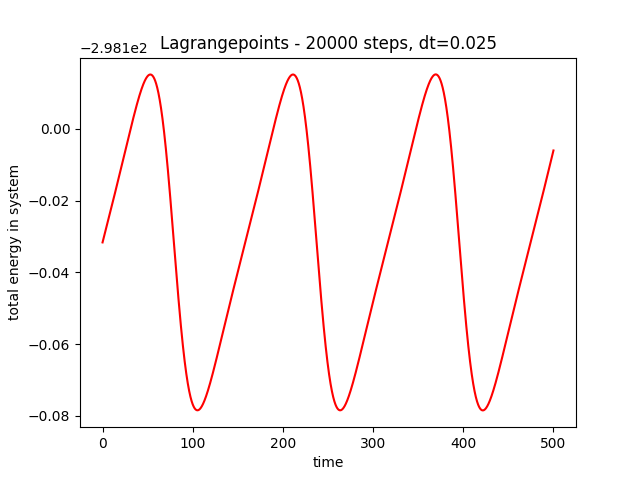 Lagrangepoints - 20000 steps, dt=0.025
−2.981e2
0.00
−0.02
−0.04
−0.06
−0.08
total energy in system
0 100 200 300 400 500
time